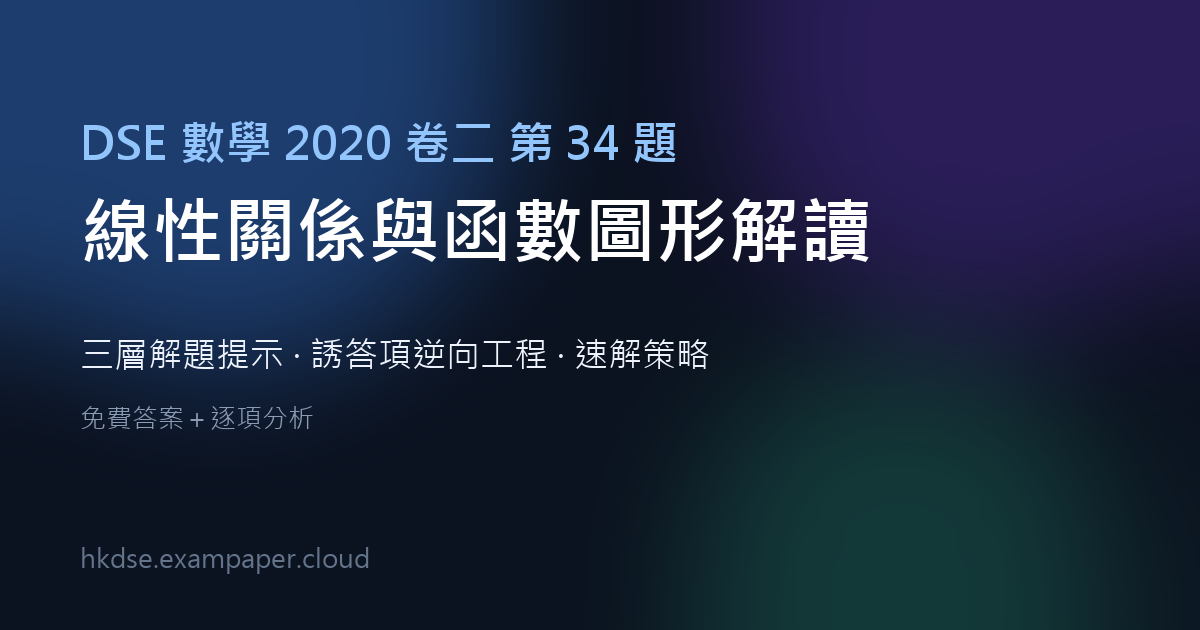 DSE 數學 2020 卷二 第 34 題
線性關係與函數圖形解讀
三層解題提示 · 誘答項逆向工程 · 速解策略
免費答案 + 逐項分析
hkdse.exampaper.cloud